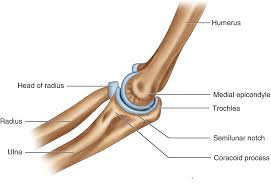 Humerus
Head of radius
Medial epicondyle
Trochlea
Radius
Semilunar notch
Ulna
Coracoid process